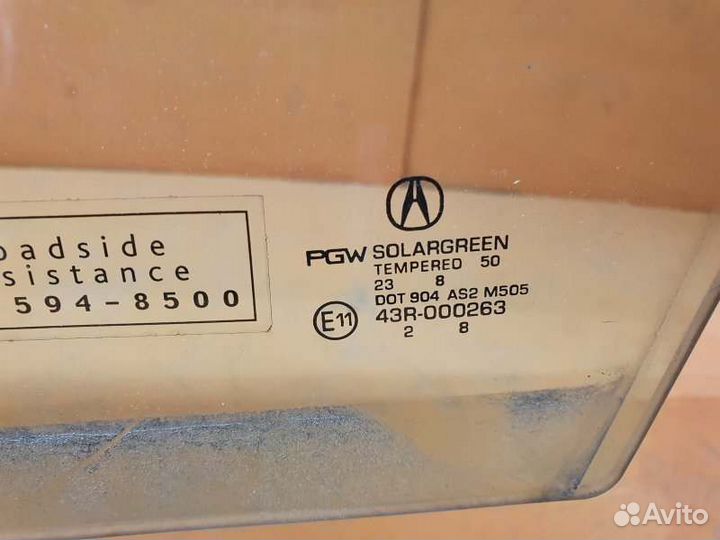 oadside
sistance
594-8500
PGW SOLARGREEN
TEMPERED 50
23 8
DOT 904 AS2 M505
E11 43R-000263
2 8
Avito